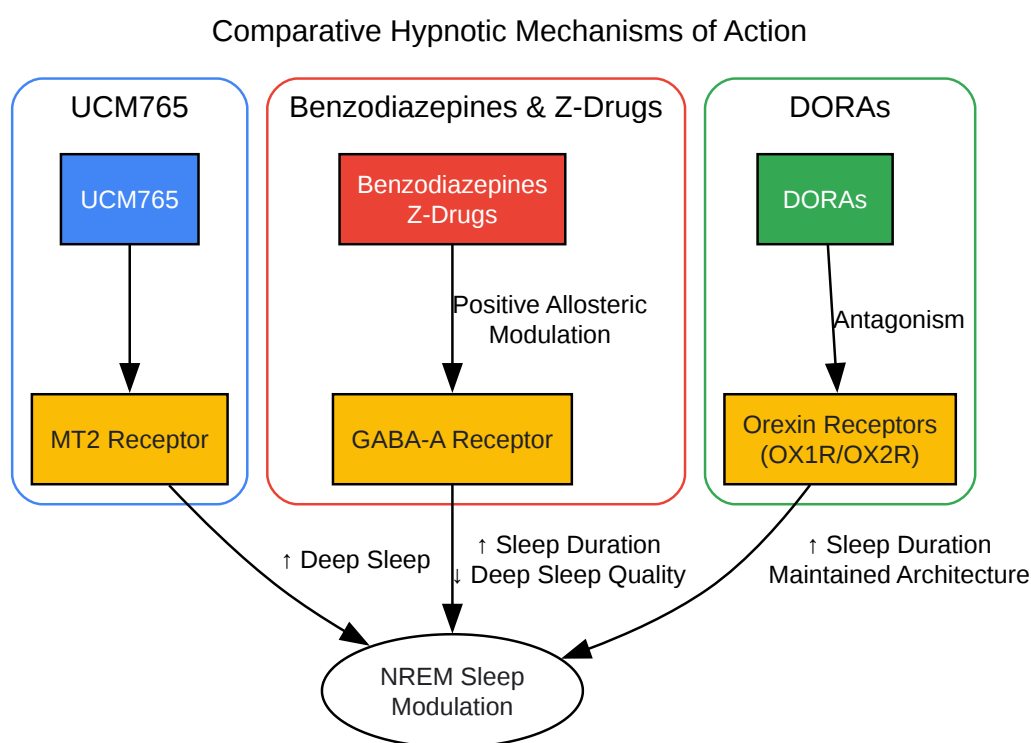 Comparative Hypnotic Mechanisms of Action
UCM765
UCM765
MT2 Receptor
↑ Deep Sleep
Benzodiazepines & Z-Drugs
Benzodiazepines
Z-Drugs
Positive Allosteric
Modulation
GABA-A Receptor
↑ Sleep Duration
↓ Deep Sleep Quality
DORAs
DORAs
Antagonism
Orexin Receptors
(OX1R/OX2R)
↑ Sleep Duration
Maintained Architecture
NREM Sleep
Modulation